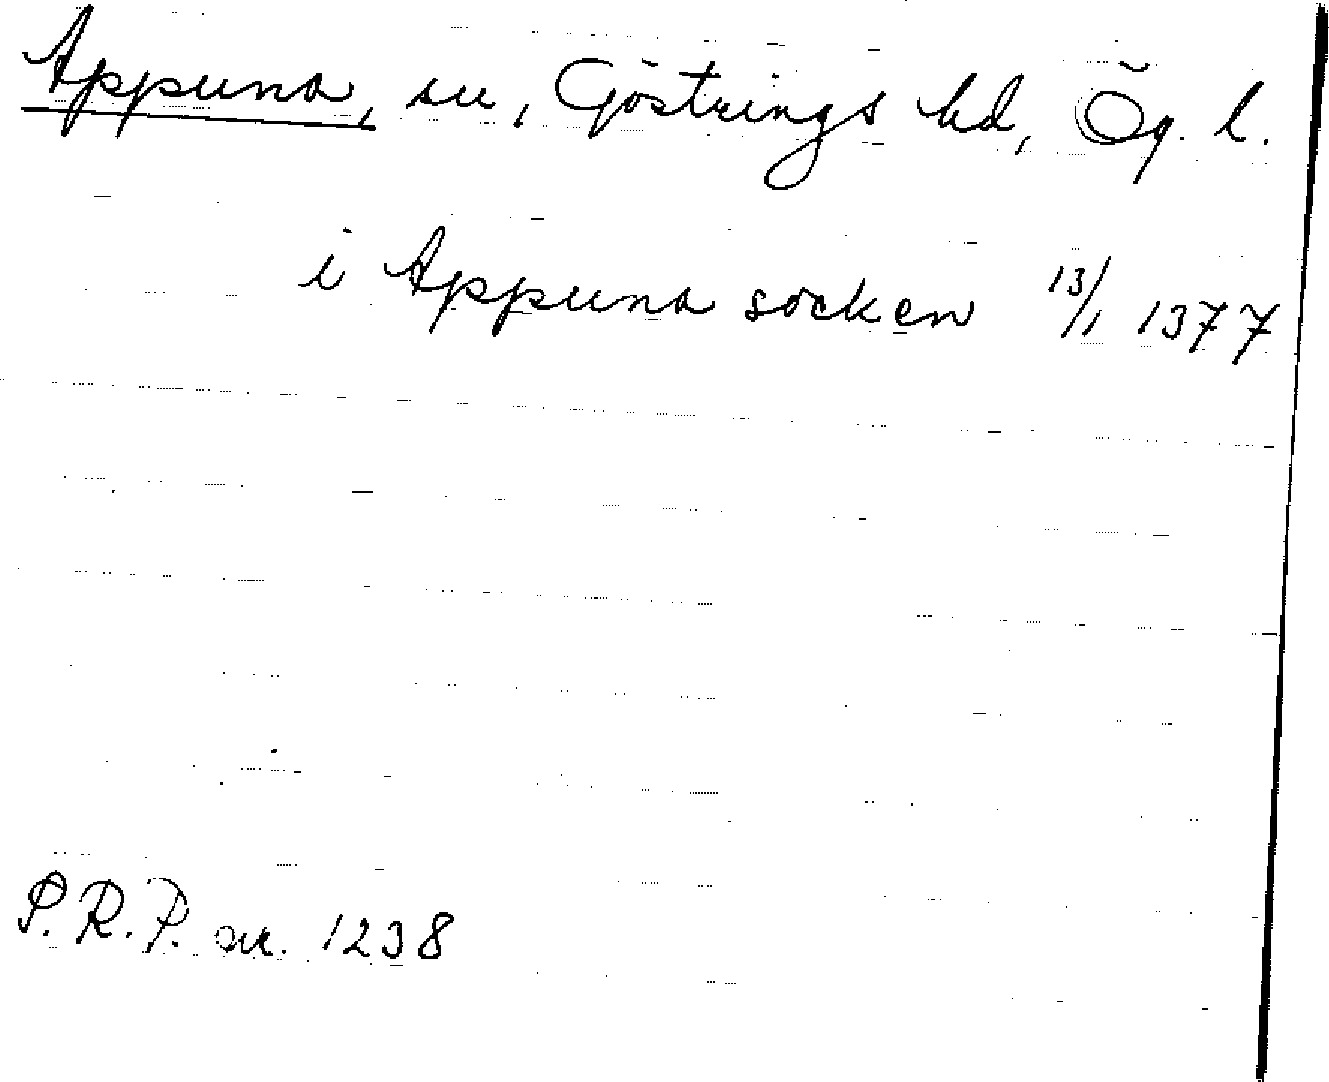 Appuna, sn, Göstrings hd, Ög. l.
i Appuna socken 13/1 1377
S.R.P. nr. 1238